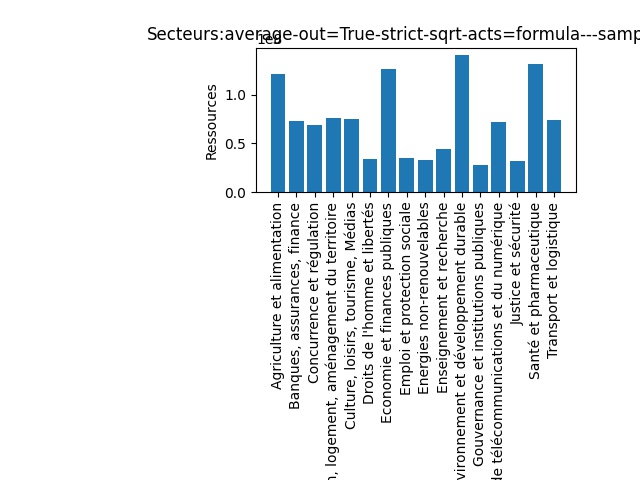 Secteurs:average-out=True-strict-sqrt-acts=formula---samp
Ressources
1.0
0.5
0.0
Agriculture et alimentation
Banques, assurances, finance
Concurrence et régulation
, logement, aménagement du territoire
Culture, loisirs, tourisme, Médias
Droits de l'homme et libertés
Economie et finances publiques
Emploi et protection sociale
Energies non-renouvelables
Enseignement et recherche
vironnement et développement durable
Gouvernance et institutions publiques
de télécommunications et du numérique
Justice et sécurité
Santé et pharmaceutique
Transport et logistique